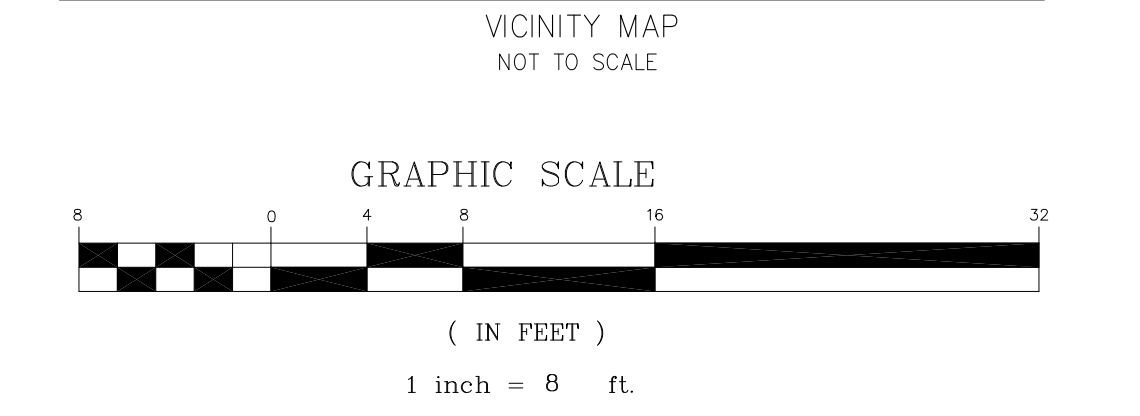 VICINITY MAP
NOT TO SCALE
GRAPHIC SCALE
8 0 4 8 16 32
( IN FEET )
1 inch = 8 ft.